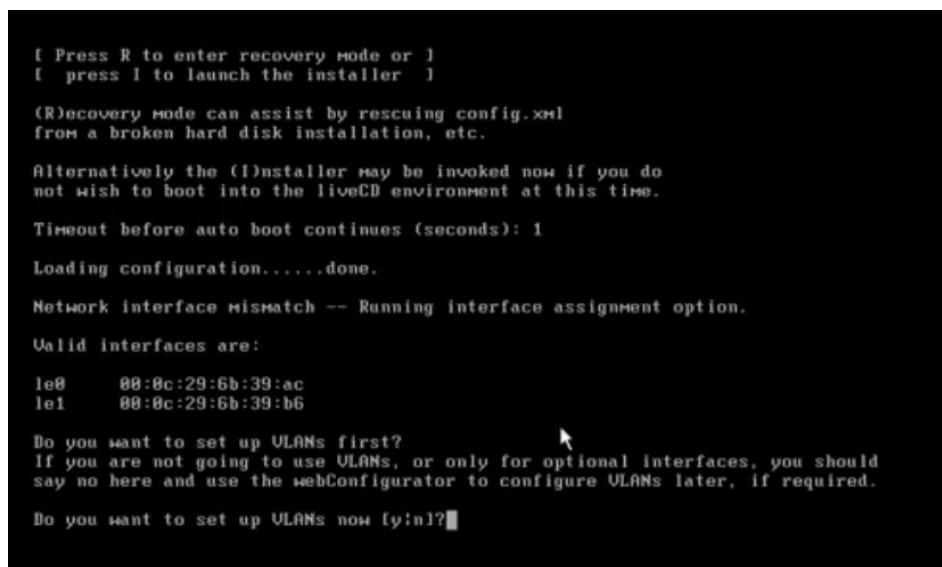 [ Press R to enter recovery mode or ]
[  press I to launch the installer  ]
(R)ecovery mode can assist by rescuing config.xml
from a broken hard disk installation, etc.
Alternatively the (I)nstaller may be invoked now if you do
not wish to boot into the liveCD environment at this time.
Timeout before auto boot continues (seconds): 1
Loading configuration......done.
Network interface mismatch -- Running interface assignment option.
Valid interfaces are:
le0     00:0c:29:6b:39:ac
le1     00:0c:29:6b:39:b6
Do you want to set up VLANs first?
If you are not going to use VLANs, or only for optional interfaces, you should
say no here and use the webConfigurator to configure VLANs later, if required.
Do you want to set up VLANs now [y|n]?